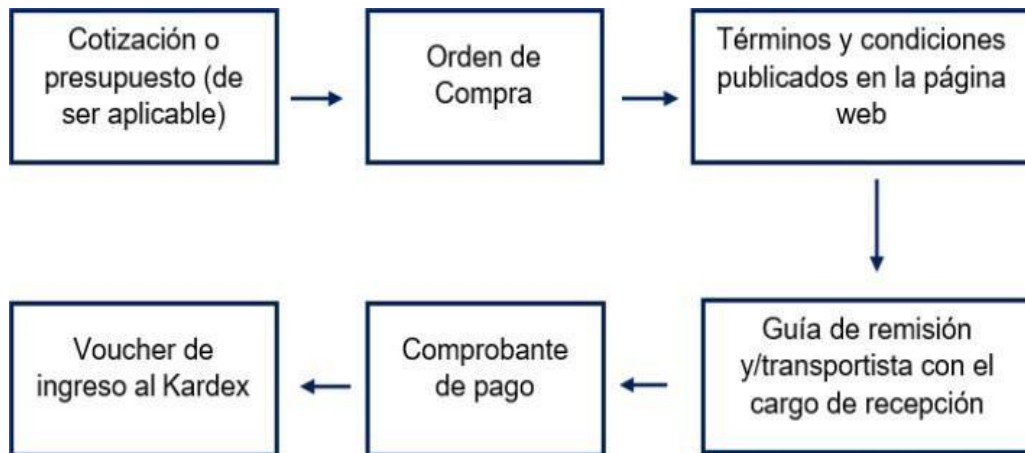 Cotización o
presupuesto (de
ser aplicable)
Orden de
Compra
Términos y condiciones
publicados en la página
web
Guía de remisión
y/transportista con el
cargo de recepción
Comprobante
de pago
Voucher de
ingreso al Kardex